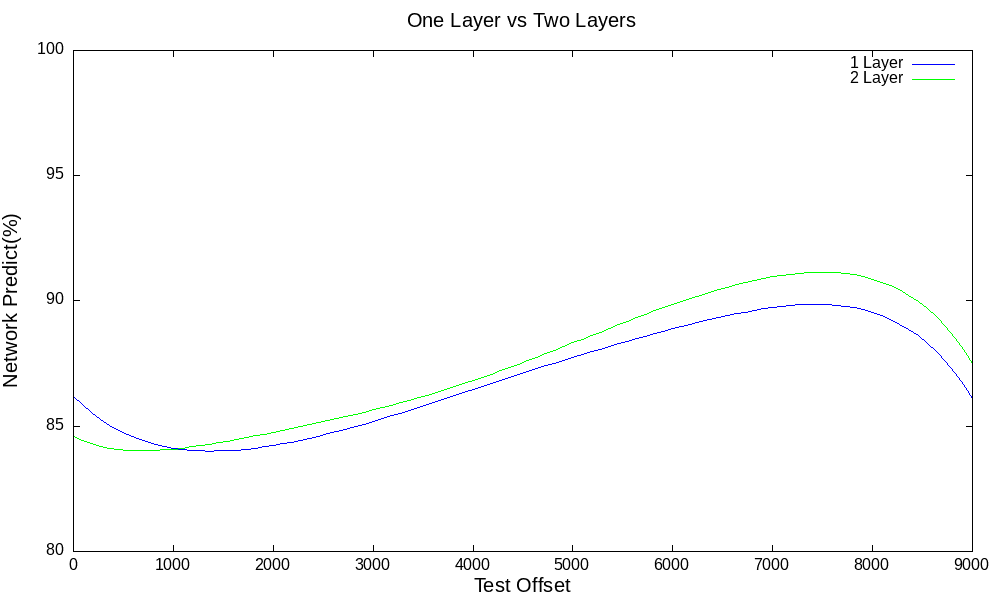 One Layer vs Two Layers
100
1 Layer
2 Layer
95
90
85
80
Network Predict(%)
0 1000 2000 3000 4000 5000 6000 7000 8000 9000
Test Offset